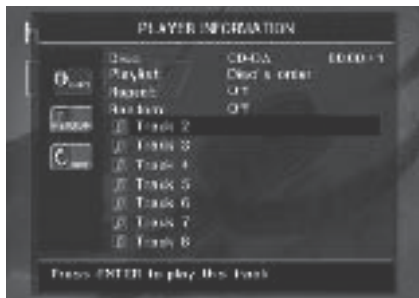 PLAYER INFORMATION
Disc CD-DA
Playlist Disc's order
Repeat Off
Random Off
Track 2
Track 3
Track 4
Track 5
Track 6
Track 7
Track 8
Press ENTER to play this track